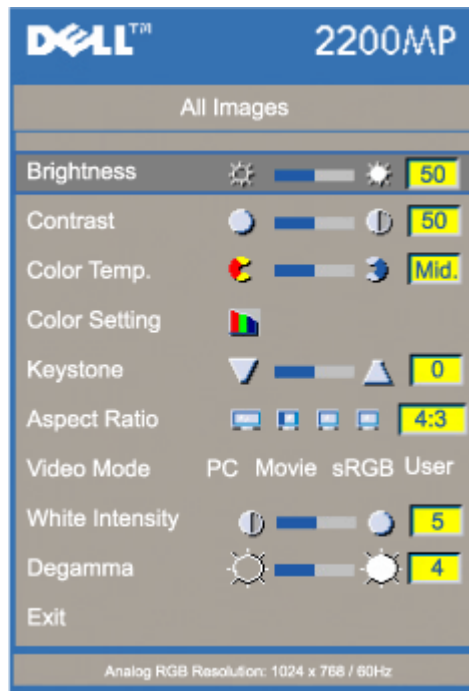 DELL™ 2200MP
All Images
Brightness 50
Contrast 50
Color Temp. Mid.
Color Setting
Keystone 0
Aspect Ratio 4:3
Video Mode PC Movie sRGB User
White Intensity 5
Degamma 4
Exit
Analog RGB Resolution: 1024 x 768 / 60Hz